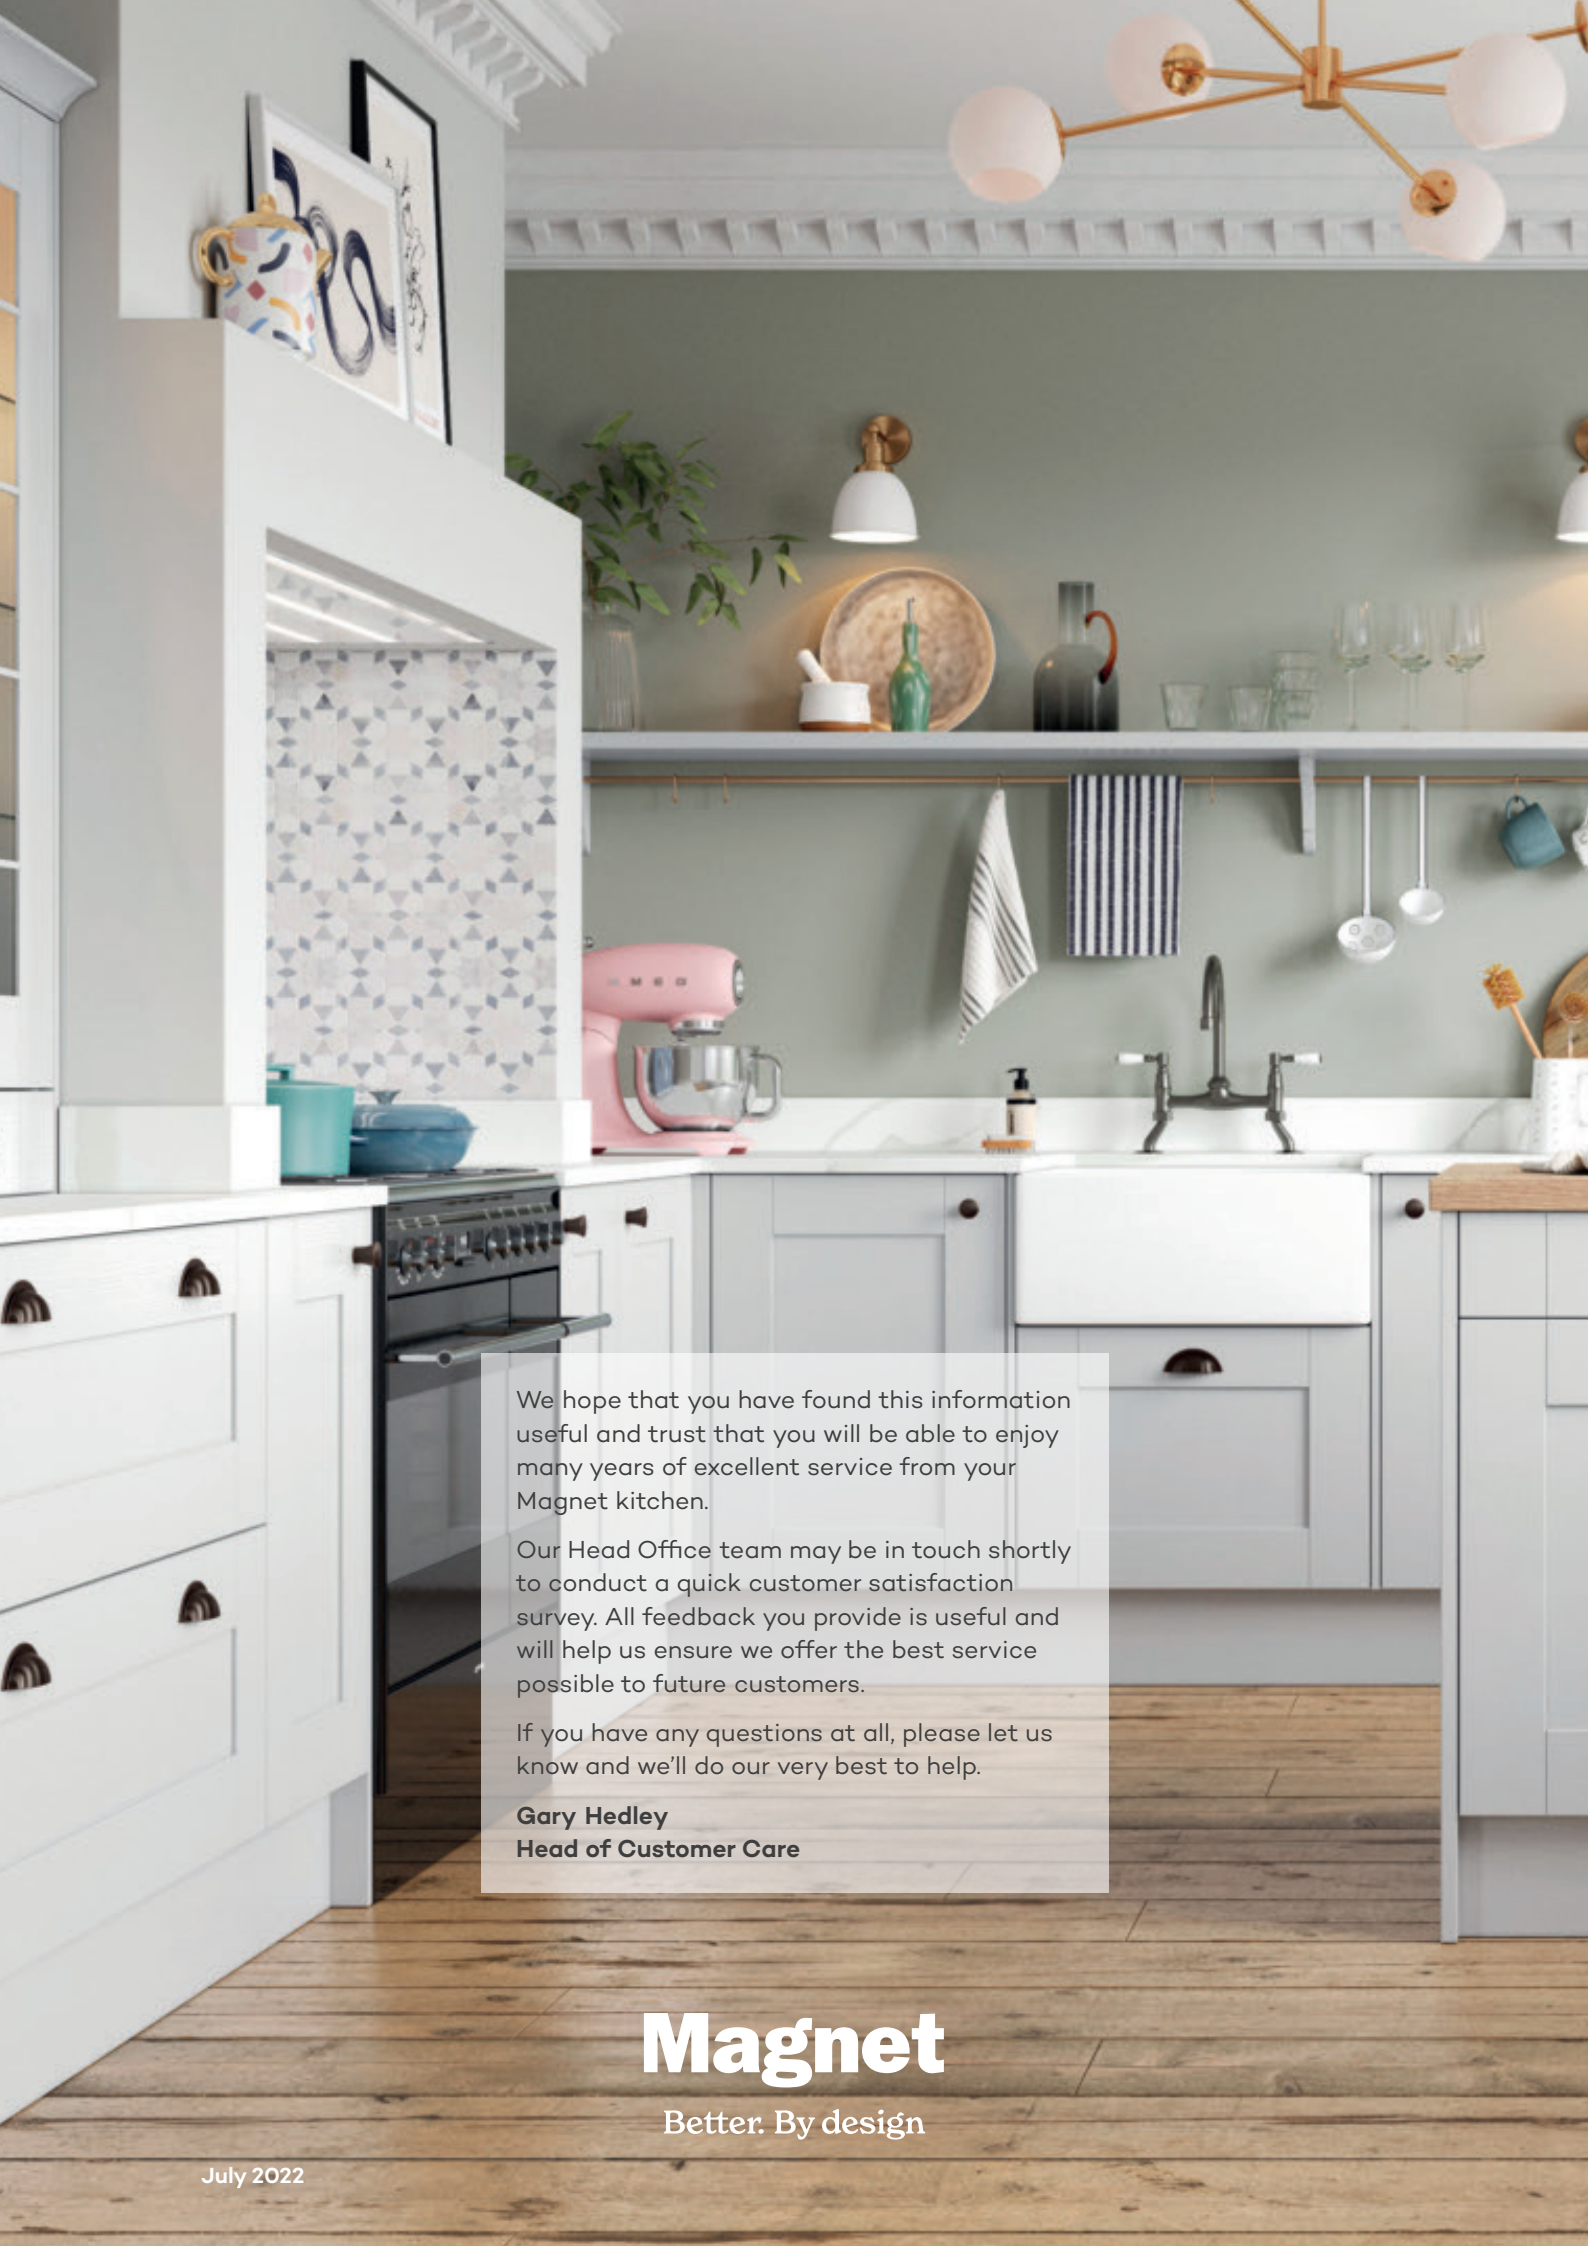 We hope that you have found this information
useful and trust that you will be able to enjoy
many years of excellent service from your
Magnet kitchen.
Our Head Office team may be in touch shortly
to conduct a quick customer satisfaction
survey. All feedback you provide is useful and
will help us ensure we offer the best service
possible to future customers.
If you have any questions at all, please let us
know and we'll do our very best to help.
Gary Hedley
Head of Customer Care
Magnet
Better. By design
July 2022